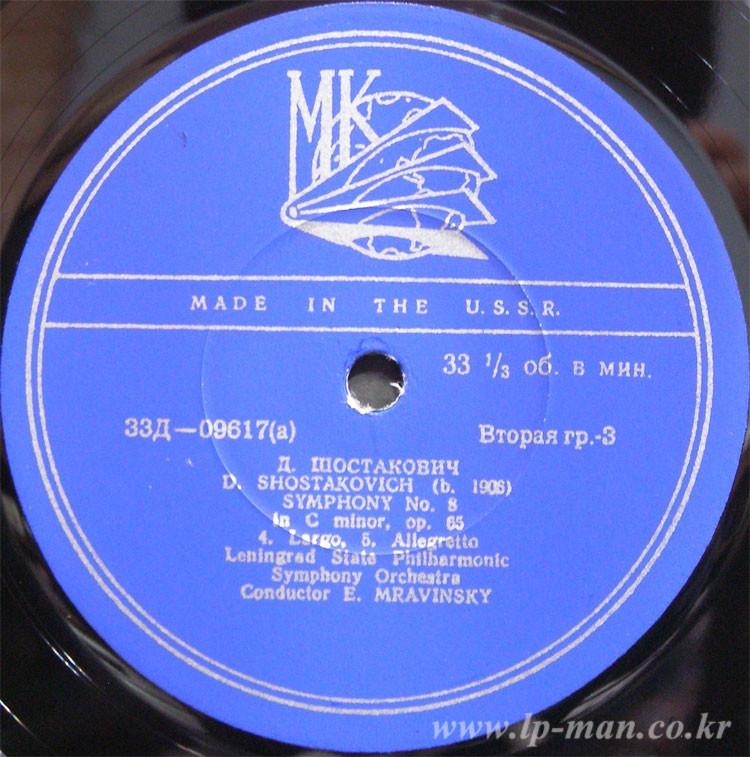 МК
MADE IN THE U.S.S.R.
33 1/3 об. в мин.
33Д—09617(а)
Вторая гр.-3
Д. ШОСТАКОВИЧ
D. SHOSTAKOVICH (b. 1906)
SYMPHONY No. 8
in C minor, op. 65
4. Largo, 5. Allegretto
Leningrad State Philharmonic
Symphony Orchestra
Conductor E. MRAVINSKY
www.lp-man.co.kr